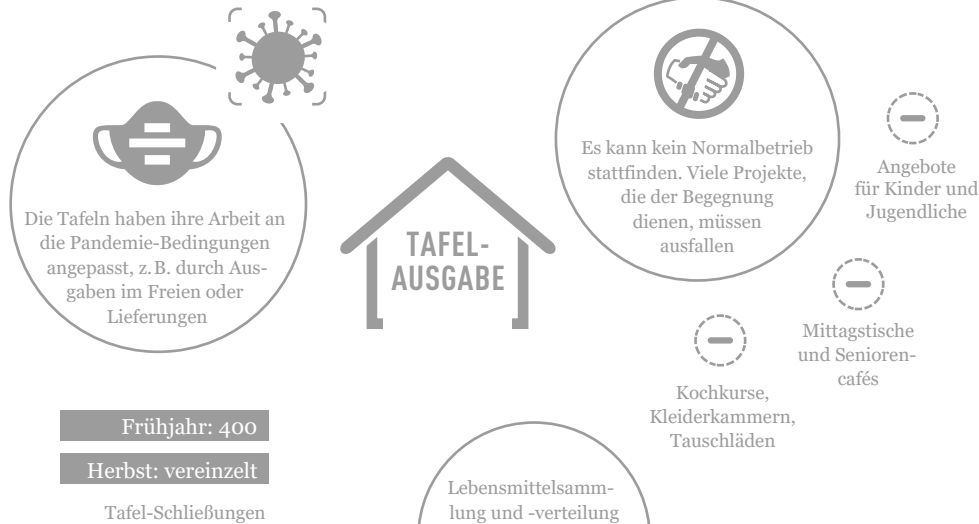 Die Tafeln haben ihre Arbeit an
die Pandemie-Bedingungen
angepasst, z. B. durch Aus-
gaben im Freien oder
Lieferungen
TAFEL-
AUSGABE
Es kann kein Normalbetrieb
stattfinden. Viele Projekte,
die der Begegnung
dienen, müssen
ausfallen
Angebote
für Kinder und
Jugendliche
Mittagstische
und Senioren-
cafés
Kochkurse,
Kleiderkammern,
Tauschläden
Frühjahr: 400
Herbst: vereinzelt
Tafel-Schließungen
Lebensmittelsamm-
lung und -verteilung